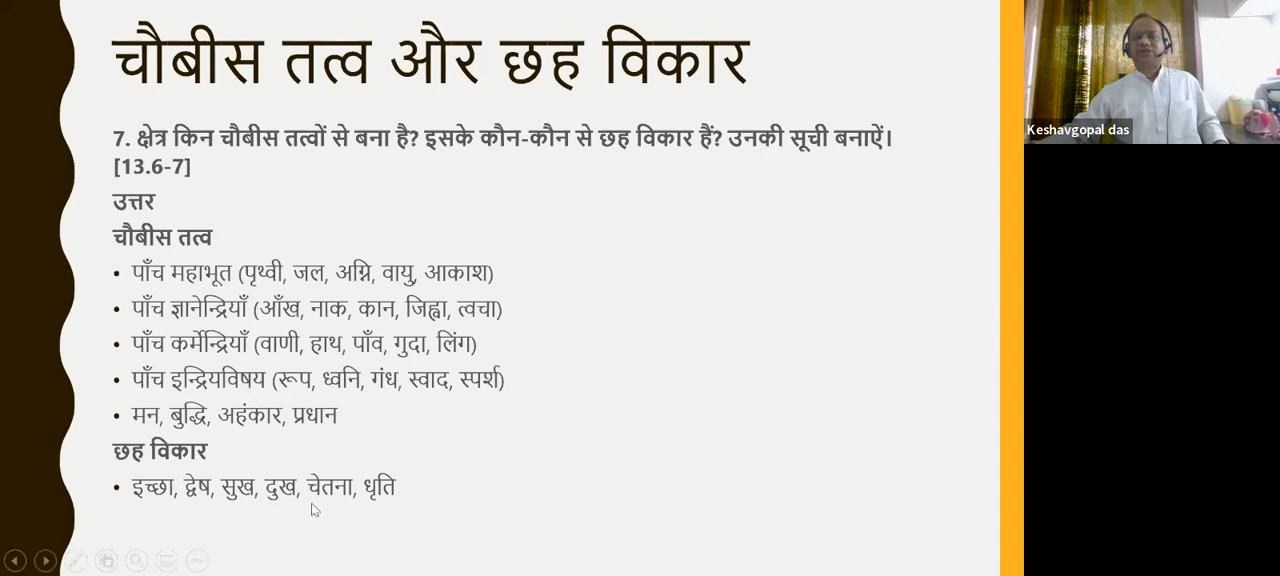 चौबीस तत्व और छह विकार
7. क्षेत्र किन चौबीस तत्वों से बना है? इसके कौन-कौन से छह विकार हैं? उनकी सूची बनाऐं।
[13.6-7]
उत्तर
चौबीस तत्व
• पाँच महाभूत (पृथ्वी, जल, अग्नि, वायु, आकाश)
• पाँच ज्ञानेन्द्रियाँ (आँख, नाक, कान, जिह्वा, त्वचा)
• पाँच कर्मेन्द्रियाँ (वाणी, हाथ, पाँव, गुदा, लिंग)
• पाँच इन्द्रियविषय (रूप, ध्वनि, गंध, स्वाद, स्पर्श)
• मन, बुद्धि, अहंकार, प्रधान
छह विकार
• इच्छा, द्वेष, सुख, दुख, चेतना, धृति
Keshavgopal das